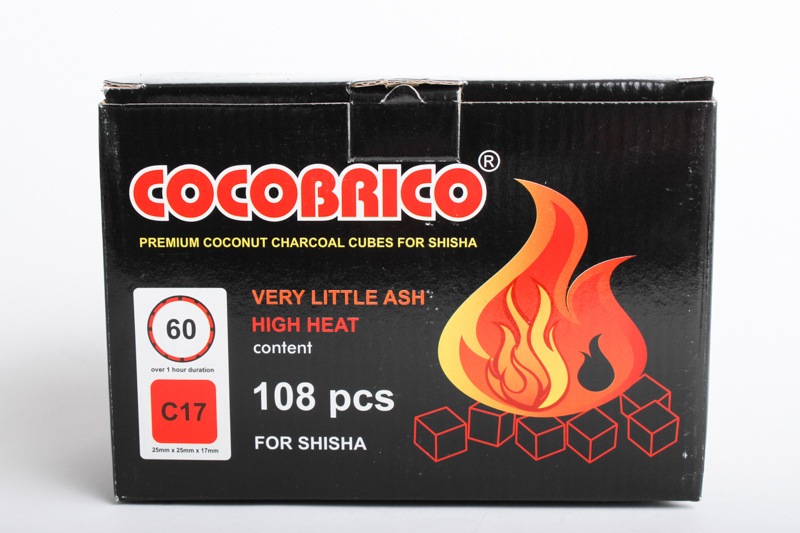 COCOBRICO®
PREMIUM COCONUT CHARCOAL CUBES FOR SHISHA
VERY LITTLE ASH
HIGH HEAT
content
108 pcs
FOR SHISHA
60
over 1 hour duration
C17
25mm x 25mm x 17mm